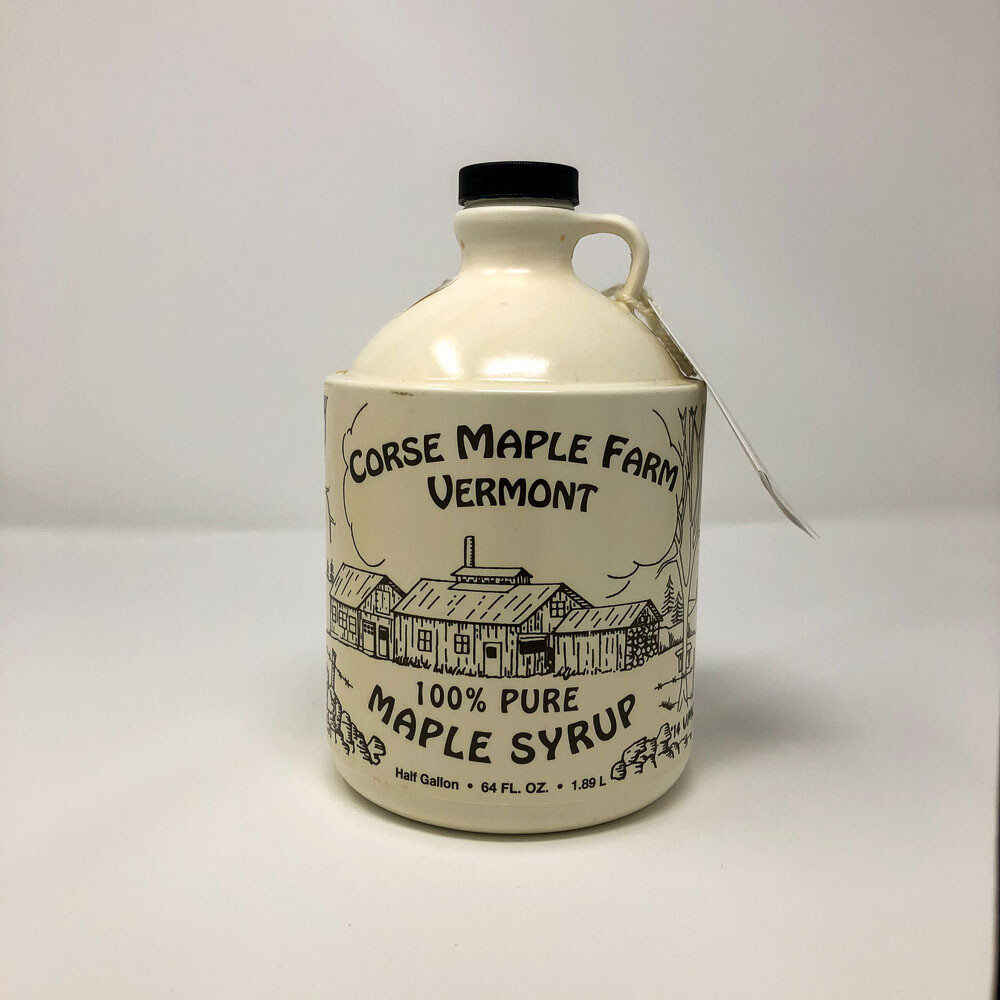 CORSE MAPLE FARM
VERMONT
100% PURE
MAPLE SYRUP
Half Gallon • 64 FL. OZ. • 1.89 L